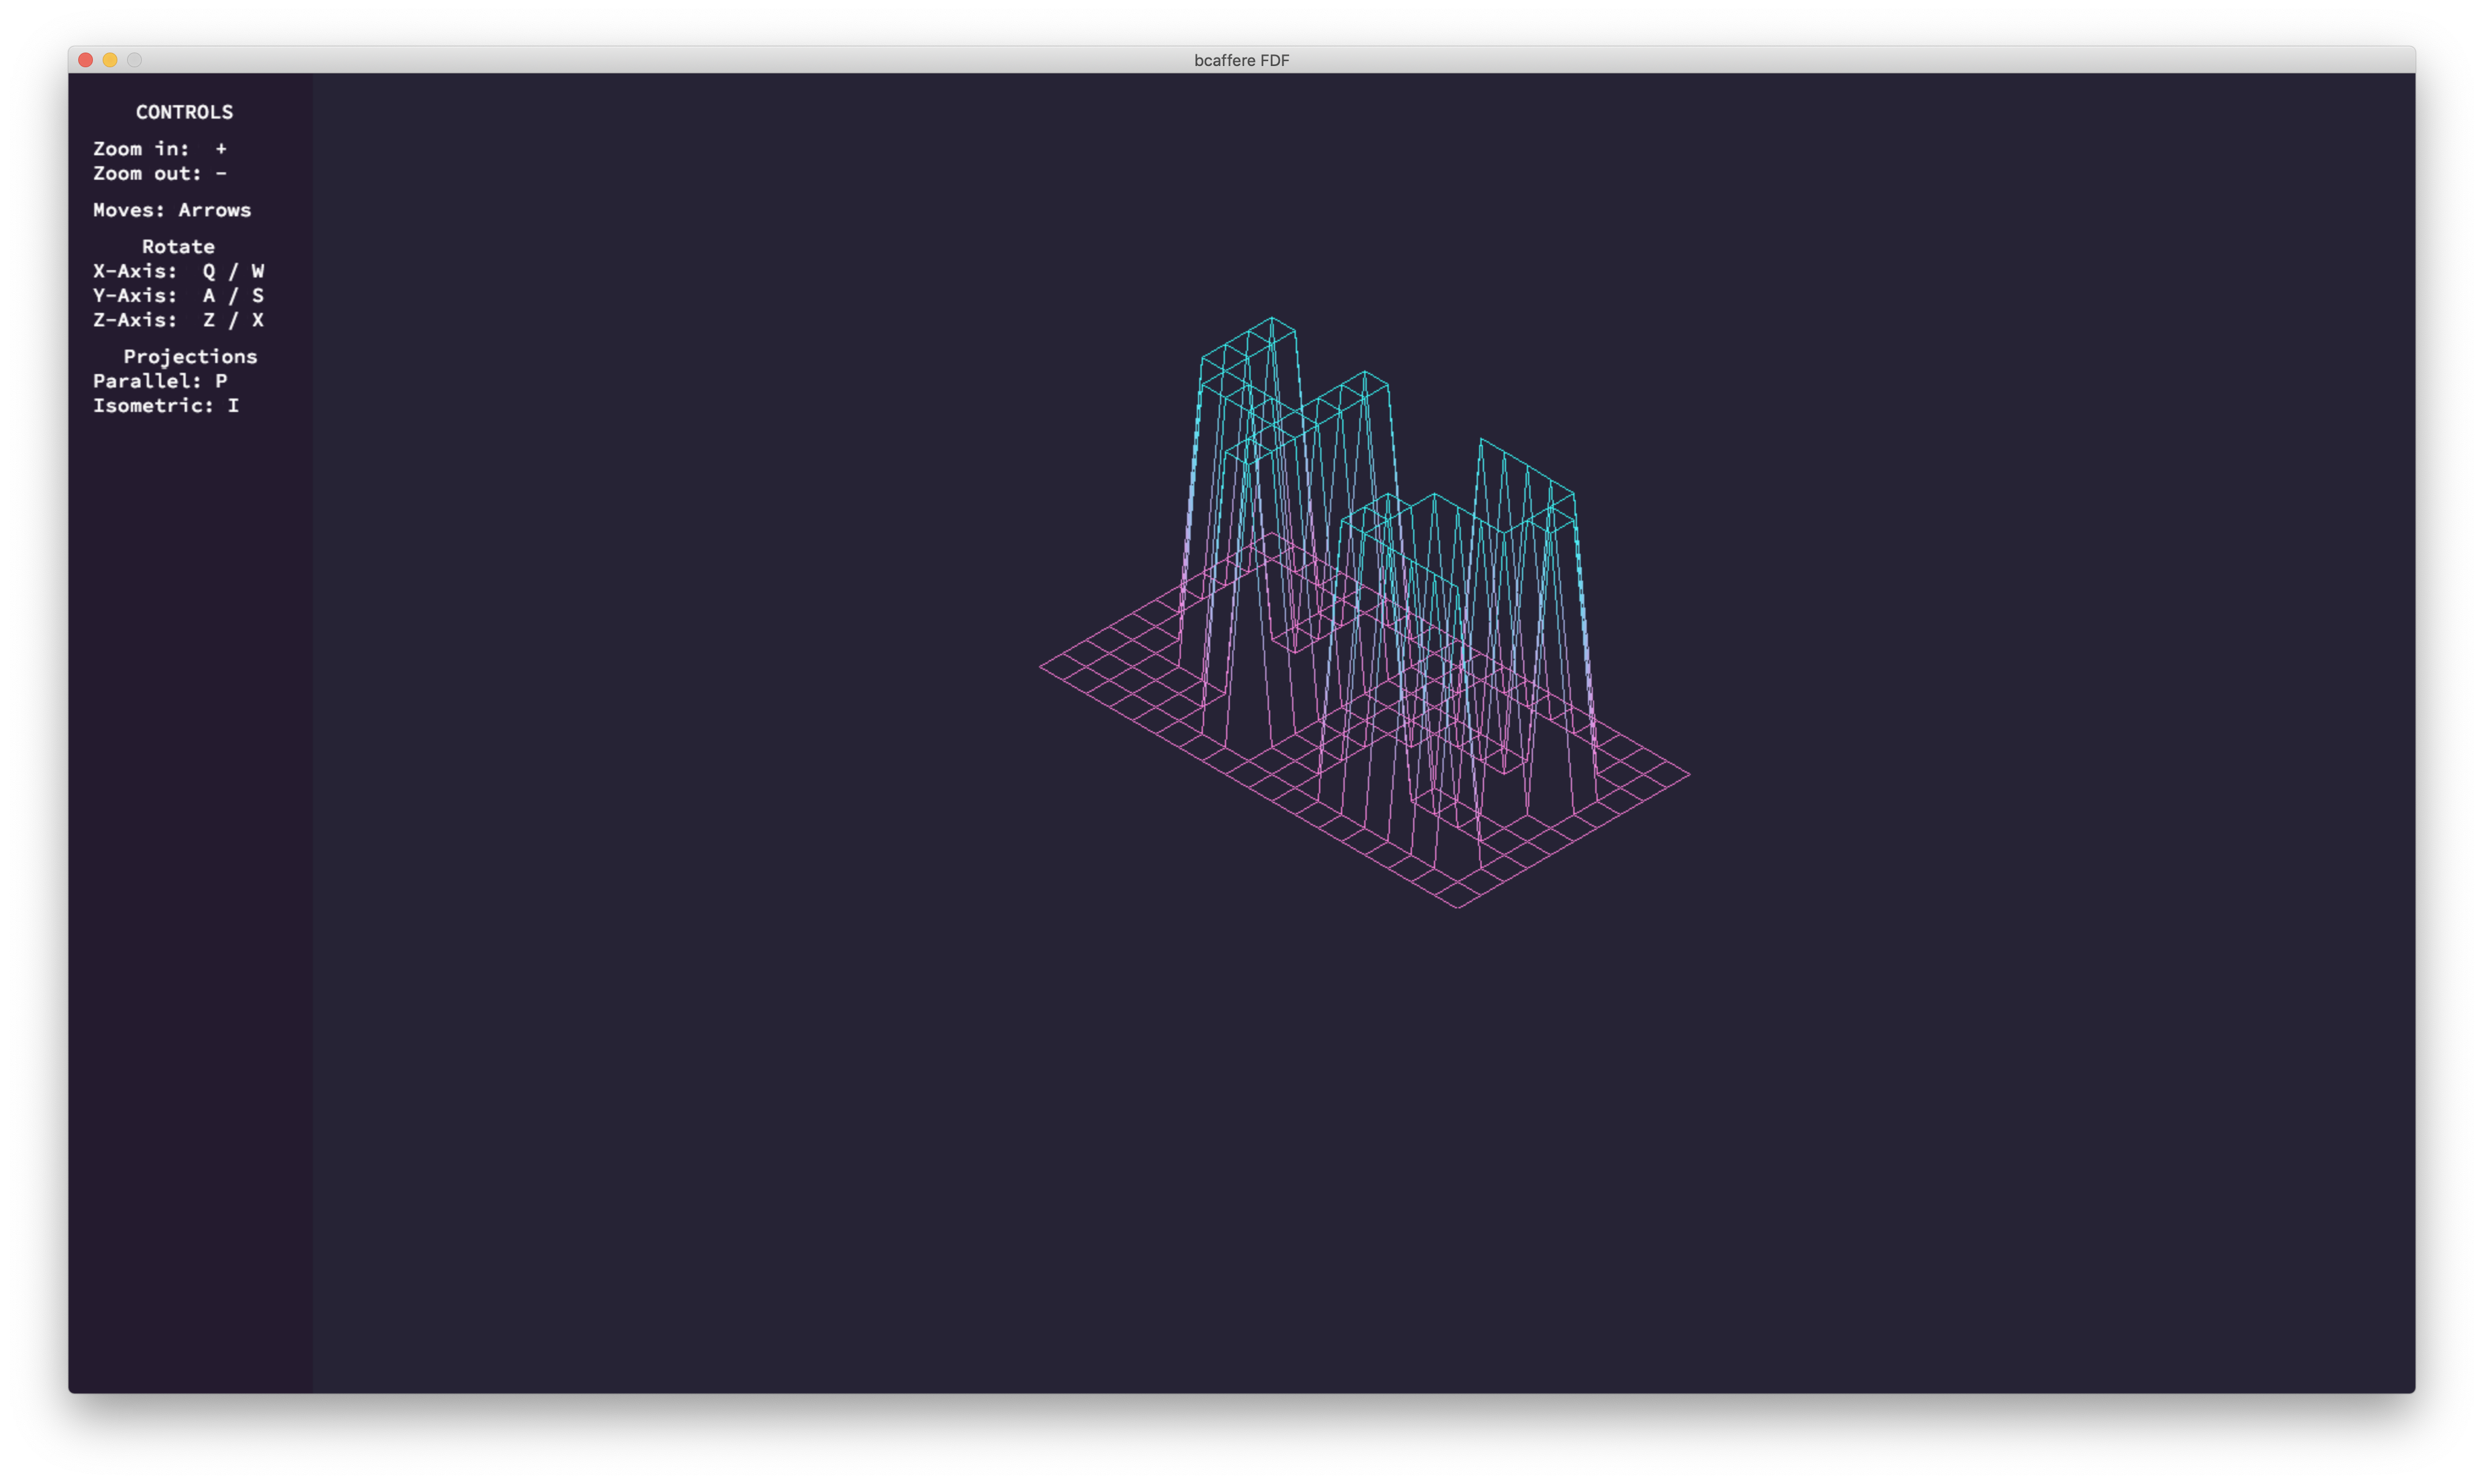 bcaffere FDF
CONTROLS
Zoom in:  +
Zoom out: -
Moves: Arrows
Rotate
X-Axis:  Q / W
Y-Axis:  A / S
Z-Axis:  Z / X
Projections
Parallel: P
Isometric: I